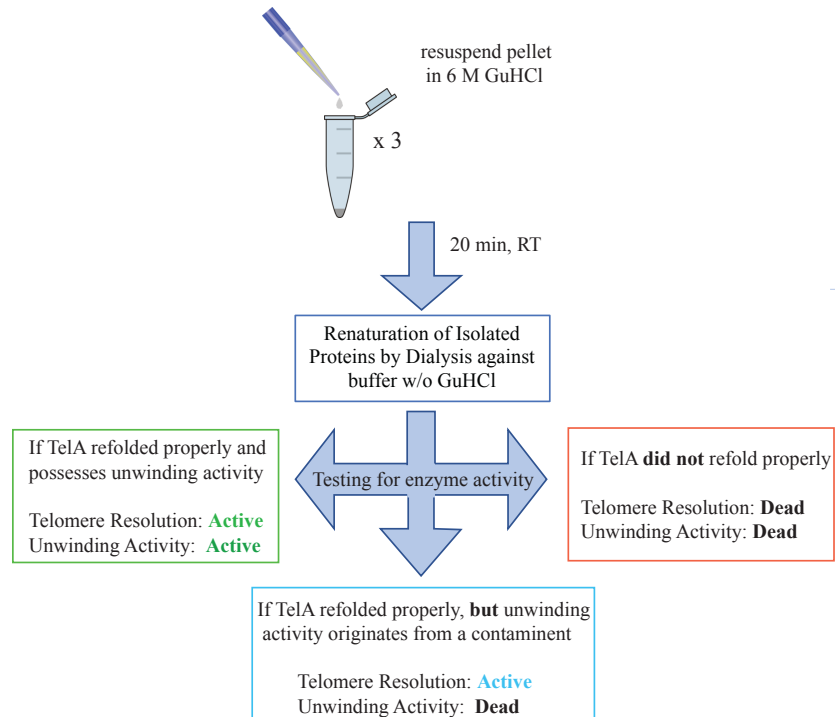 resuspend pellet
in 6 M GuHCl
x 3
20 min, RT
Renaturation of Isolated
Proteins by Dialysis against
buffer w/o GuHCl
If TelA refolded properly and
possesses unwinding activity
Telomere Resolution: Active
Unwinding Activity: Active
Testing for enzyme activity
If TelA did not refold properly
Telomere Resolution: Dead
Unwinding Activity: Dead
If TelA refolded properly, but unwinding
activity originates from a contaminent
Telomere Resolution: Active
Unwinding Activity: Dead